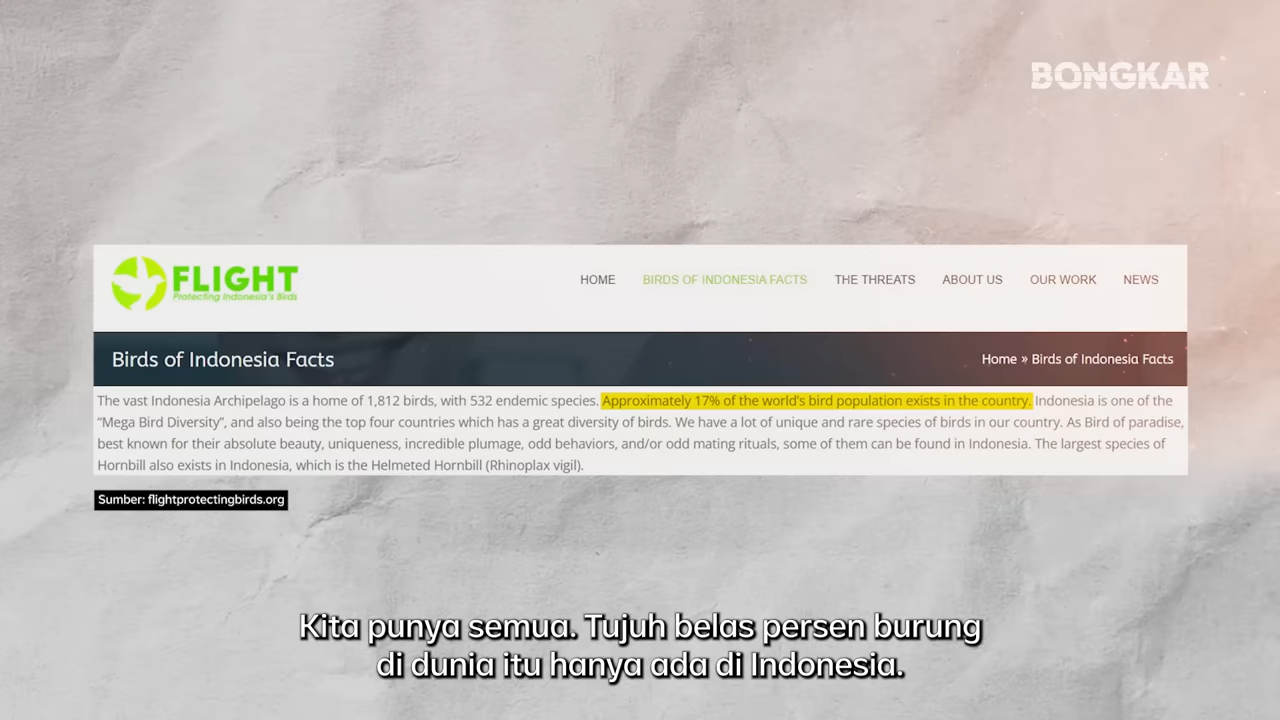 BONGKAR
FLIGHT
Protecting Indonesia's Birds
HOME BIRDS OF INDONESIA FACTS THE THREATS ABOUT US OUR WORK NEWS
Birds of Indonesia Facts
Home » Birds of Indonesia Facts
The vast Indonesia Archipelago is a home of 1,812 birds, with 532 endemic species. Approximately 17% of the world's bird population exists in the country. Indonesia is one of the
“Mega Bird Diversity”, and also being the top four countries which has a great diversity of birds. We have a lot of unique and rare species of birds in our country. As Bird of paradise,
best known for their absolute beauty, uniqueness, incredible plumage, odd behaviors, and/or odd mating rituals, some of them can be found in Indonesia. The largest species of
Hornbill also exists in Indonesia, which is the Helmeted Hornbill (Rhinoplax vigil).
Sumber: flightprotectingbirds.org
Kita punya semua. Tujuh belas persen burung
di dunia itu hanya ada di Indonesia.